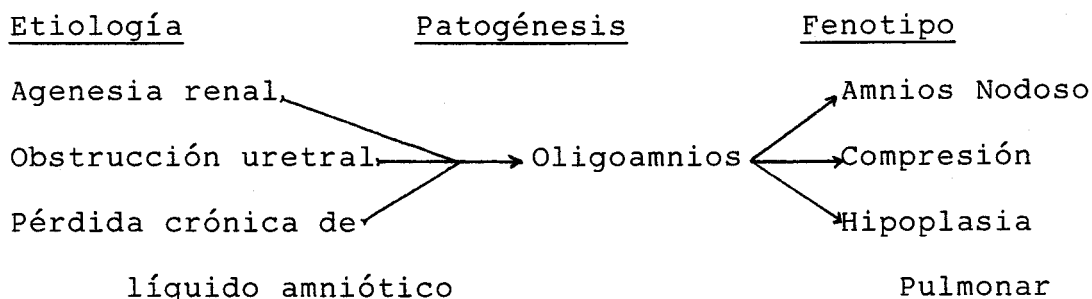 Etiología Patogénesis Fenotipo
Agenesia renal Amnios Nodoso
Obstrucción uretral Oligoamnios Compresión
Pérdida crónica de Hipoplasia
líquido amniótico Pulmonar